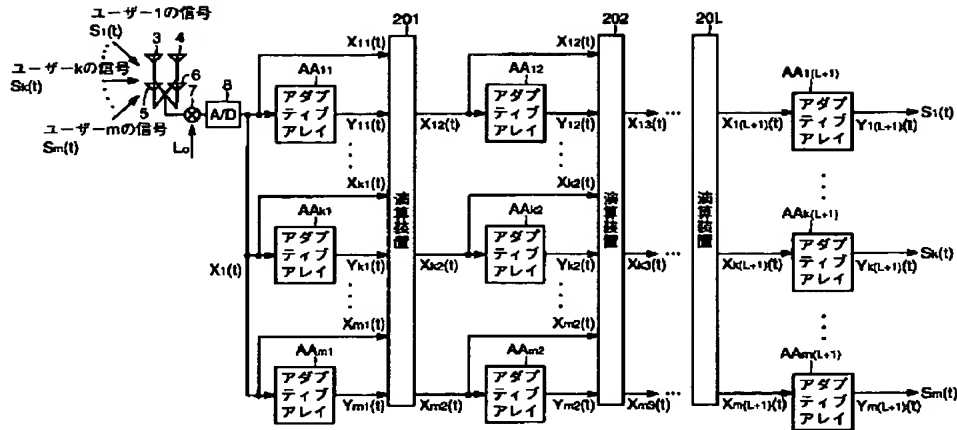 ユーザー1の信号
S1(t)
ユーザーkの信号
Sk(t)
ユーザーmの信号
Sm(t)
3
4
5
6
7
8
A/D
Lo
X1(t)
201
202
20L
X11(t)
AA11
アダプ
ティブ
アレイ
Y11(t)
Xk1(t)
AAk1
アダプ
ティブ
アレイ
Yk1(t)
Xm1(t)
AAm1
アダプ
ティブ
アレイ
Ym1(t)
演算装置
X12(t)
X12(t)
AA12
アダプ
ティブ
アレイ
Y12(t)
Xk2(t)
Xk2(t)
AAk2
アダプ
ティブ
アレイ
Yk2(t)
Xm2(t)
Xm2(t)
AAm2
アダプ
ティブ
アレイ
Ym2(t)
演算装置
X13(t)
Xk3(t)
Xm3(t)
演算装置
AA1(L+1)
X1(L+1)(t)
アダプ
ティブ
アレイ
Y1(L+1)(t)
S1(t)
AAk(L+1)
Xk(L+1)(t)
アダプ
ティブ
アレイ
Yk(L+1)(t)
Sk(t)
AAm(L+1)
Xm(L+1)(t)
アダプ
ティブ
アレイ
Ym(L+1)(t)
Sm(t)